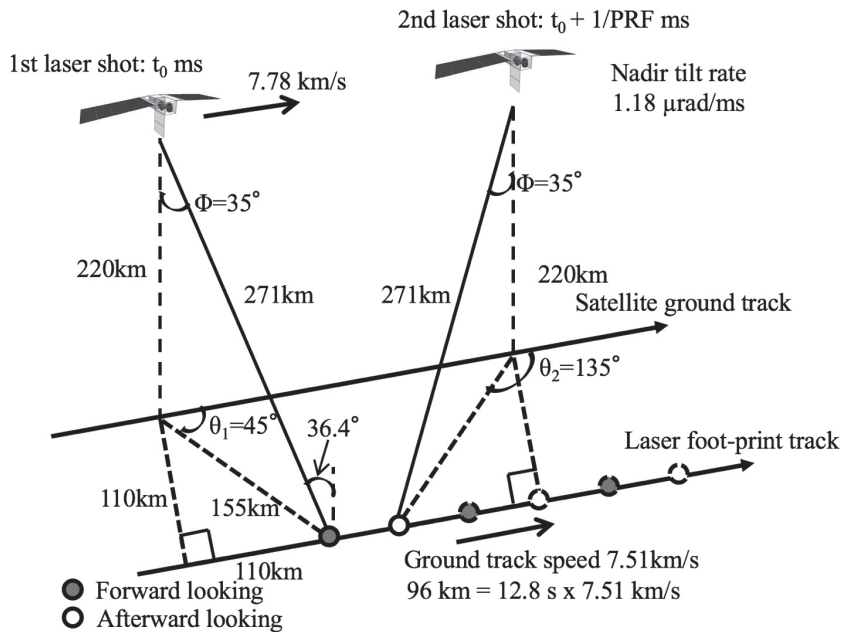 2nd laser shot: t0 + 1/PRF ms
1st laser shot: t0 ms
7.78 km/s
Nadir tilt rate
1.18 μrad/ms
Φ=35°
Φ=35°
220km
271km
271km
220km
Satellite ground track
θ1=45°
36.4°
θ2=135°
Laser foot-print track
110km
155km
110km
Ground track speed 7.51km/s
96 km = 12.8 s x 7.51 km/s
Forward looking
Afterward looking